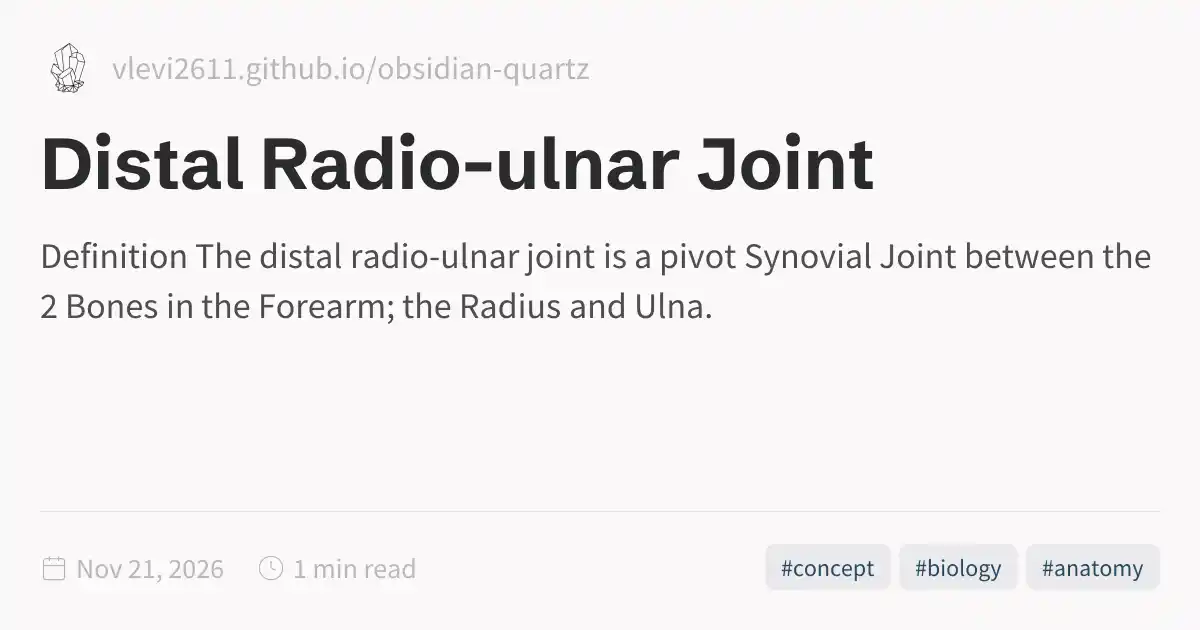 vlevi2611.github.io/obsidian-quartz
Distal Radio-ulnar Joint
Definition The distal radio-ulnar joint is a pivot Synovial Joint between the
2 Bones in the Forearm; the Radius and Ulna.
Nov 21, 2026 1 min read #concept #biology #anatomy